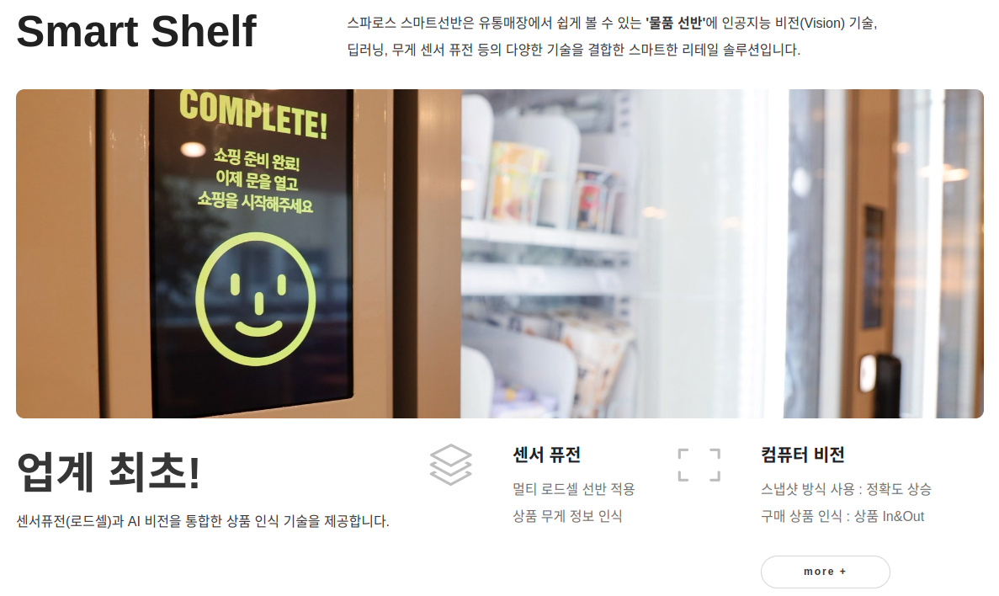 Smart Shelf
스파로스 스마트선반은 유통매장에서 쉽게 볼 수 있는 '물품 선반'에 인공지능 비전(Vision) 기술,
딥러닝, 무게 센서 퓨전 등의 다양한 기술을 결합한 스마트한 리테일 솔루션입니다.
COMPLETE!
쇼핑 준비 완료!
이제 문을 열고
쇼핑을 시작해주세요
업계 최초!
센서퓨전(로드셀)과 AI 비전을 통합한 상품 인식 기술을 제공합니다.
센서 퓨전
멀티 로드셀 선반 적용
상품 무게 정보 인식
컴퓨터 비전
스냅샷 방식 사용 : 정확도 상승
구매 상품 인식 : 상품 In&Out
more +